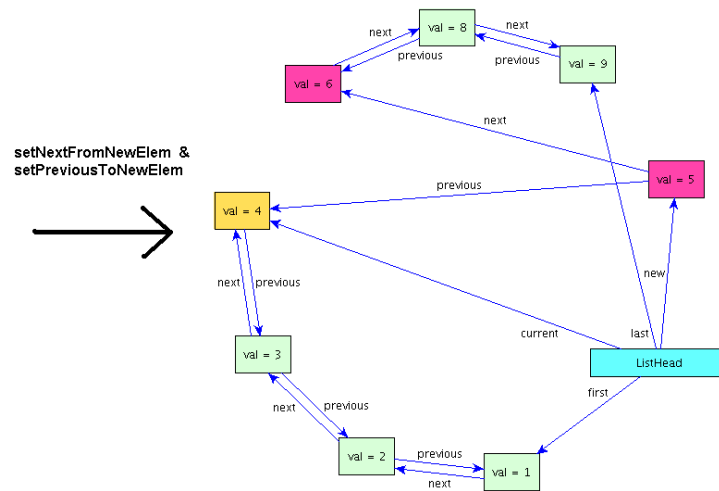 val = 8
next
next
previous
previous
val = 9
val = 6
next
setNextFromNewElem &
setPreviousToNewElem
val = 5
previous
val = 4
new
next
previous
current
last
val = 3
ListHead
first
previous
next
val = 2
previous
val = 1
next